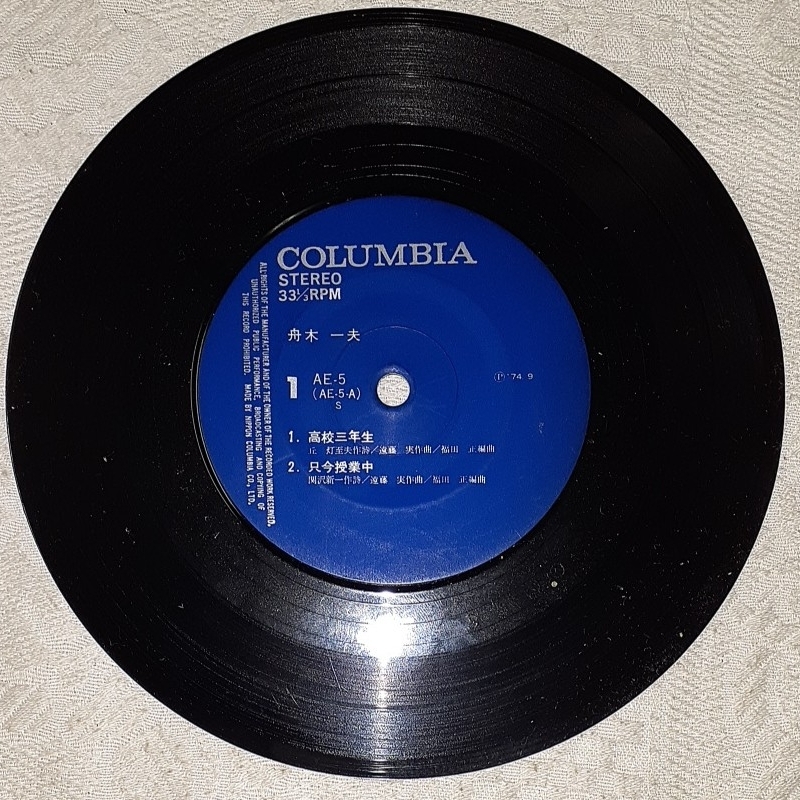 COLUMBIA
STEREO
33⅓RPM
舟木 一夫
1 AE-5
(AE-5-A)
S
Ⓟ'74. 9
1. 高校三年生
丘 灯至夫作詩/遠藤 実作曲/福田 正編曲
2. 只今授業中
関沢新一作詩/遠藤 実作曲/福田 正編曲
ALL RIGHTS OF THE MANUFACTURER AND OF THE OWNER OF THE RECORDED WORK RESERVED.
UNAUTHORIZED PUBLIC PERFORMANCE, BROADCASTING AND COPYING OF
THIS RECORD PROHIBITED. MADE BY NIPPON COLUMBIA CO., LTD.